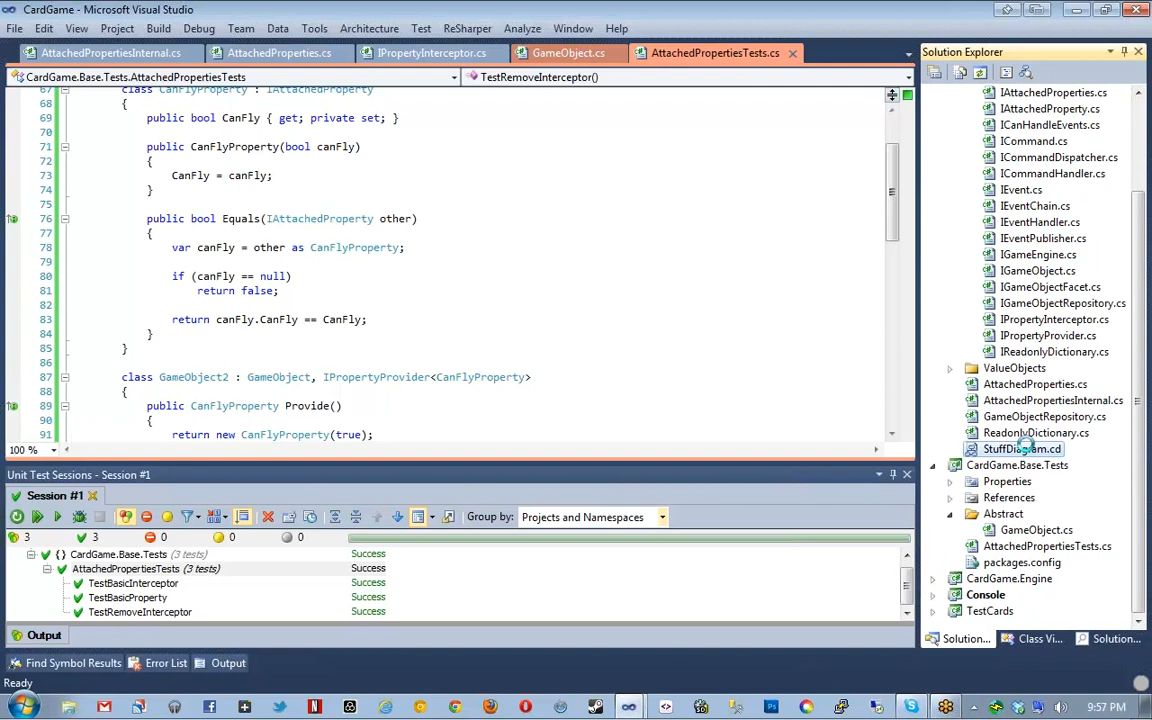 CardGame - Microsoft Visual Studio
File Edit View Project Build Debug Team Data Tools Architecture Test ReSharper Analyze Window Help
AttachedPropertiesInternal.cs AttachedProperties.cs IPropertyInterceptor.cs GameObject.cs AttachedPropertiesTests.cs
CardGame.Base.Tests.AttachedPropertiesTests TestRemoveInterceptor()
67 class CanFlyProperty : IAttachedProperty
68 {
69 public bool CanFly { get; private set; }
70
71 public CanFlyProperty(bool canFly)
72 {
73 CanFly = canFly;
74 }
75
76 public bool Equals(IAttachedProperty other)
77 {
78 var canFly = other as CanFlyProperty;
79
80 if (canFly == null)
81 return false;
82
83 return canFly.CanFly == CanFly;
84 }
85 }
86
87 class GameObject2 : GameObject, IPropertyProvider<CanFlyProperty>
88 {
89 public CanFlyProperty Provide()
90 {
91 return new CanFlyProperty(true);
100 %
Unit Test Sessions - Session #1
Session #1
Group by: Projects and Namespaces
3 3 0 0 0
{} CardGame.Base.Tests (3 tests) Success
AttachedPropertiesTests (3 tests) Success
TestBasicInterceptor Success
TestBasicProperty Success
TestRemoveInterceptor Success
Output
Find Symbol Results Error List Output
Ready
Solution Explorer
IAttachedProperties.cs
IAttachedProperty.cs
ICanHandleEvents.cs
ICommand.cs
ICommandDispatcher.cs
ICommandHandler.cs
IEvent.cs
IEventChain.cs
IEventHandler.cs
IEventPublisher.cs
IGameEngine.cs
IGameObject.cs
IGameObjectFacet.cs
IGameObjectRepository.cs
IPropertyInterceptor.cs
IPropertyProvider.cs
IReadonlyDictionary.cs
ValueObjects
AttachedProperties.cs
AttachedPropertiesInternal.cs
GameObjectRepository.cs
ReadonlyDictionary.cs
StuffDiagram.cd
CardGame.Base.Tests
Properties
References
Abstract
GameObject.cs
AttachedPropertiesTests.cs
packages.config
CardGame.Engine
Console
TestCards
Solution... Class Vi... Solution...
9:57 PM